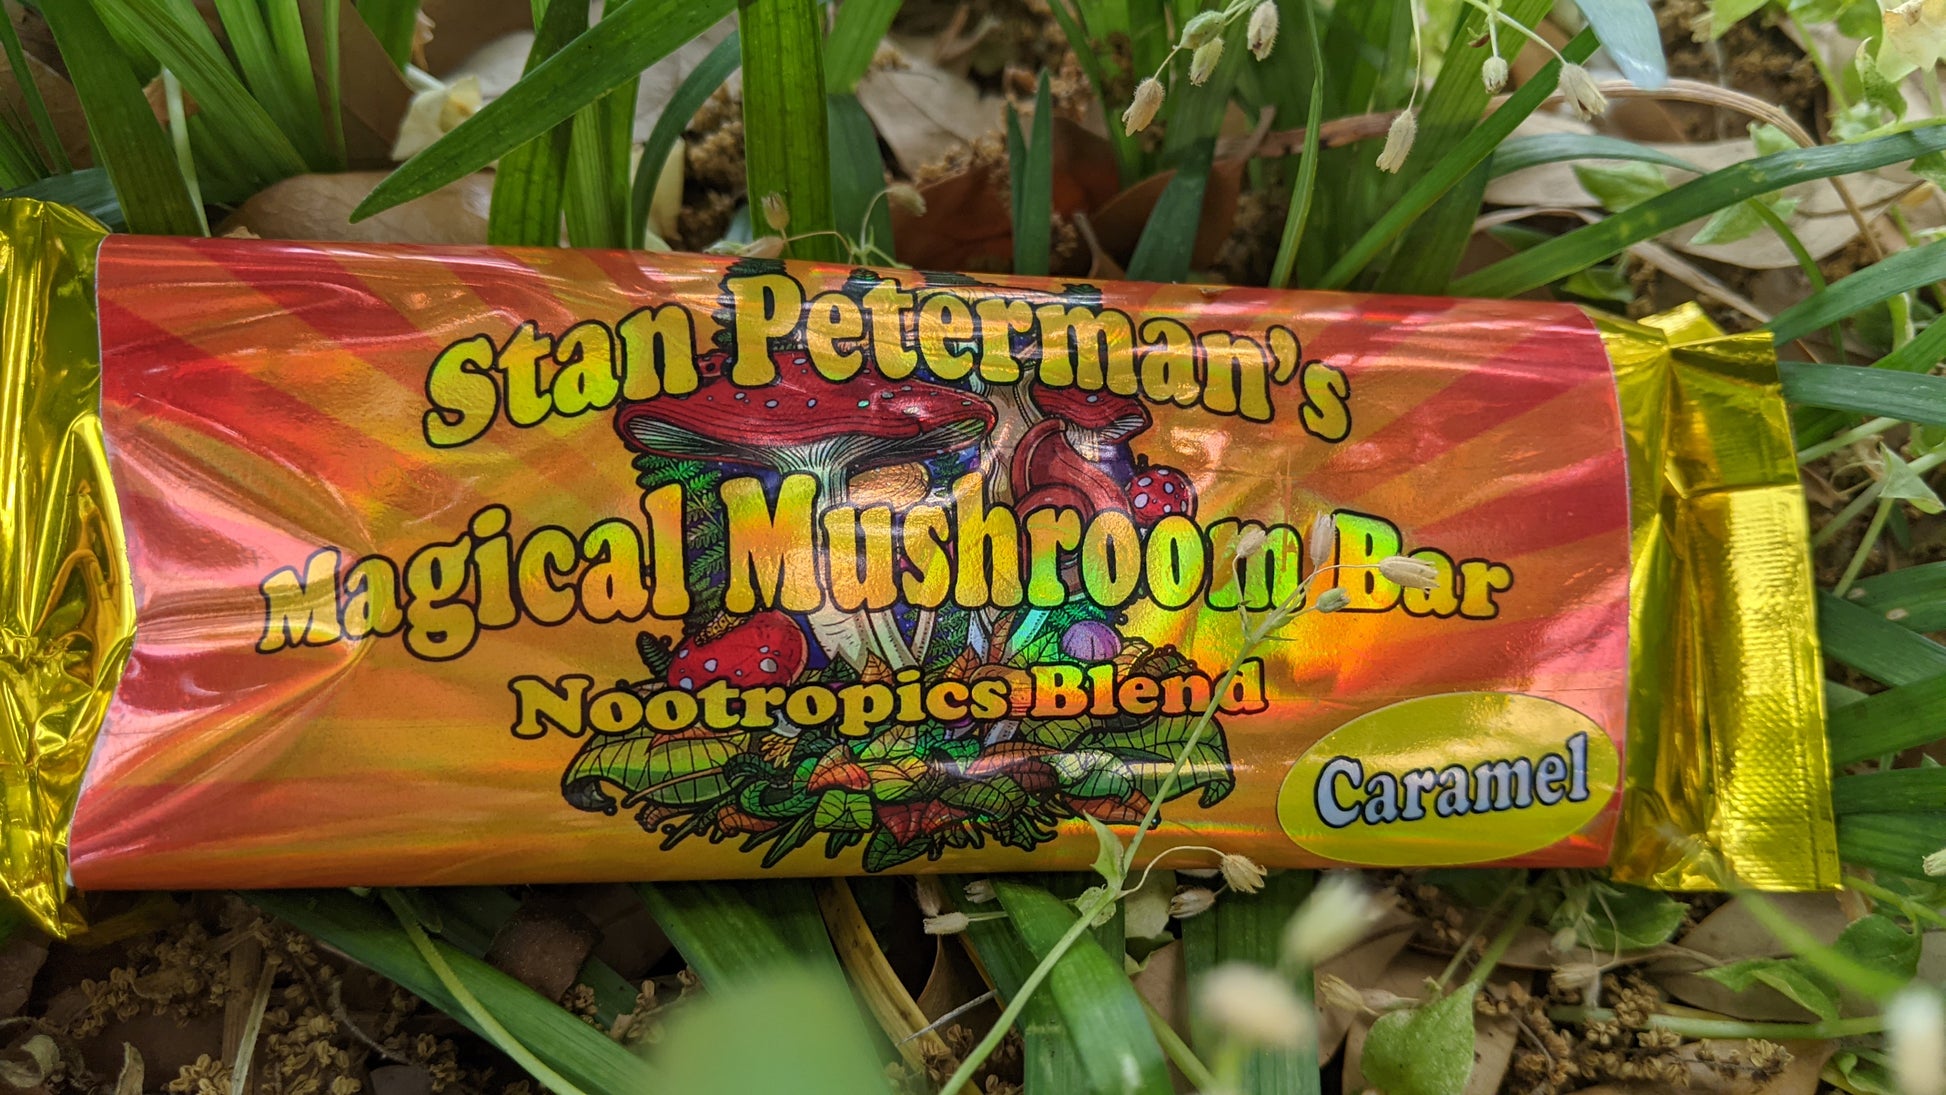 Stan Peterman's
Magical Mushroom Bar
Nootropics Blend
Caramel